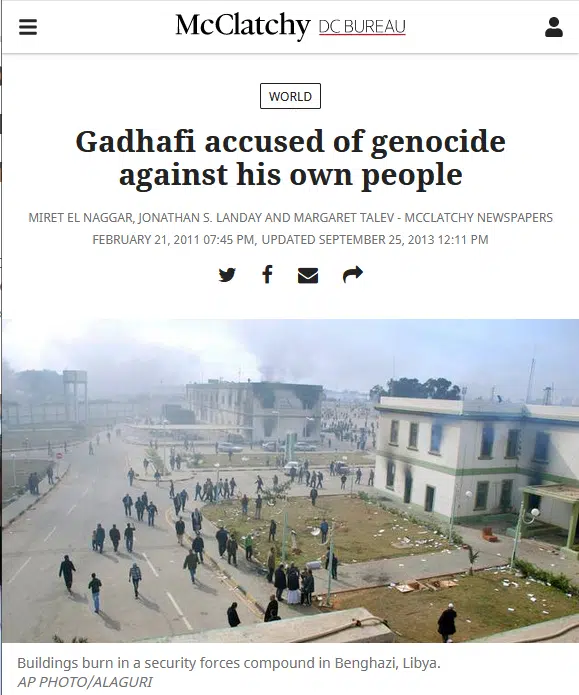 McClatchy DC BUREAU
WORLD
Gadhafi accused of genocide
against his own people
MIRET EL NAGGAR, JONATHAN S. LANDAY AND MARGARET TALEV - MCCLATCHY NEWSPAPERS
FEBRUARY 21, 2011 07:45 PM, UPDATED SEPTEMBER 25, 2013 12:11 PM
Buildings burn in a security forces compound in Benghazi, Libya.
AP PHOTO/ALAGURI